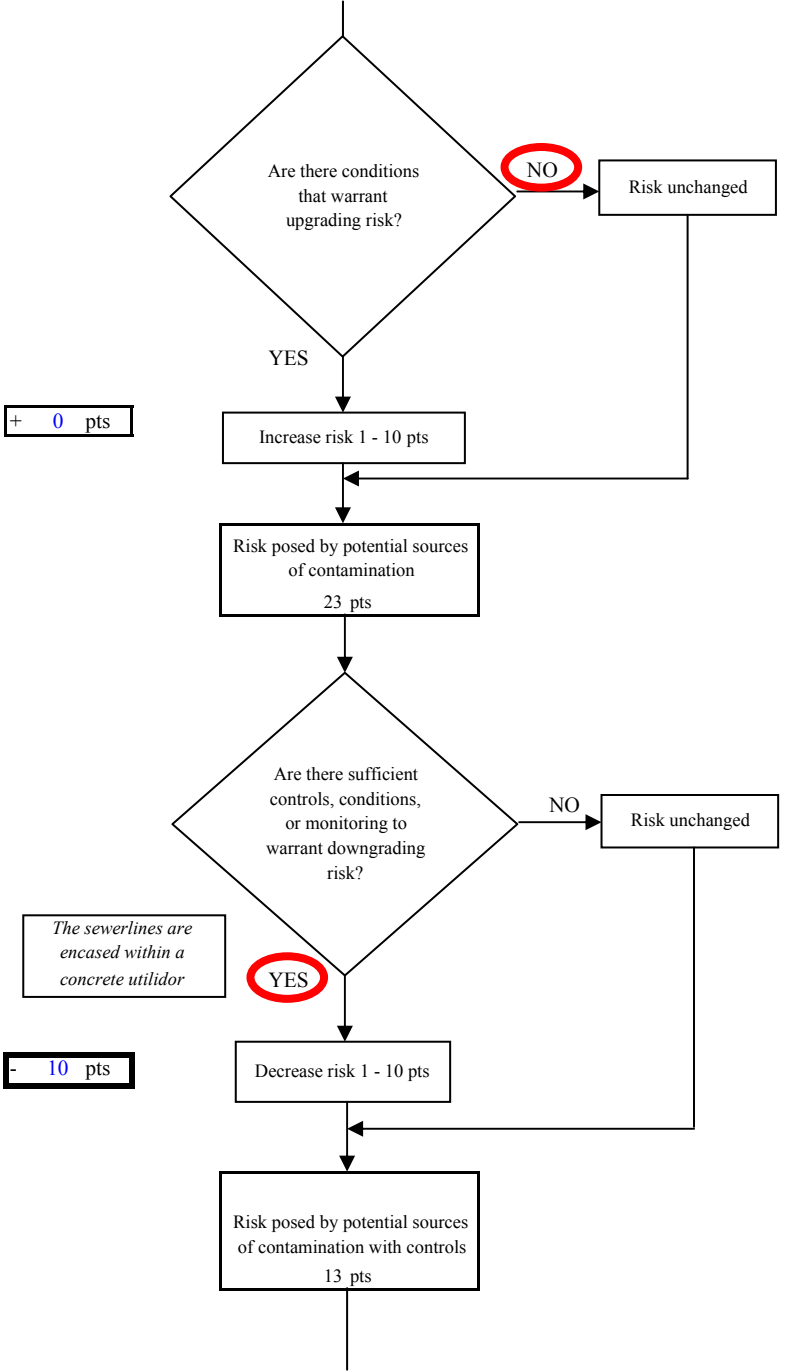 Are there conditions
that warrant
upgrading risk?
NO
Risk unchanged
YES
+ 0 pts
Increase risk 1 - 10 pts
Risk posed by potential sources
of contamination
23 pts
Are there sufficient
controls, conditions,
or monitoring to
warrant downgrading
risk?
NO
Risk unchanged
The sewerlines are
encased within a
concrete utilidor
YES
- 10 pts
Decrease risk 1 - 10 pts
Risk posed by potential sources
of contamination with controls
13 pts